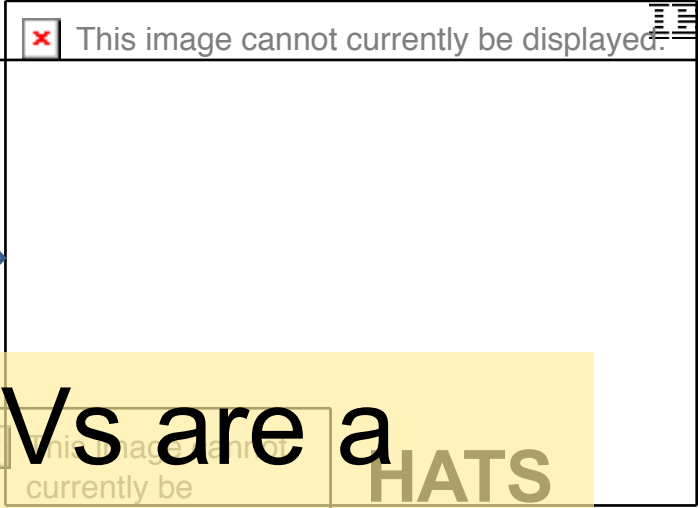 This image cannot currently be displayed.
Vs are a
This image cannot
currently be
HATS